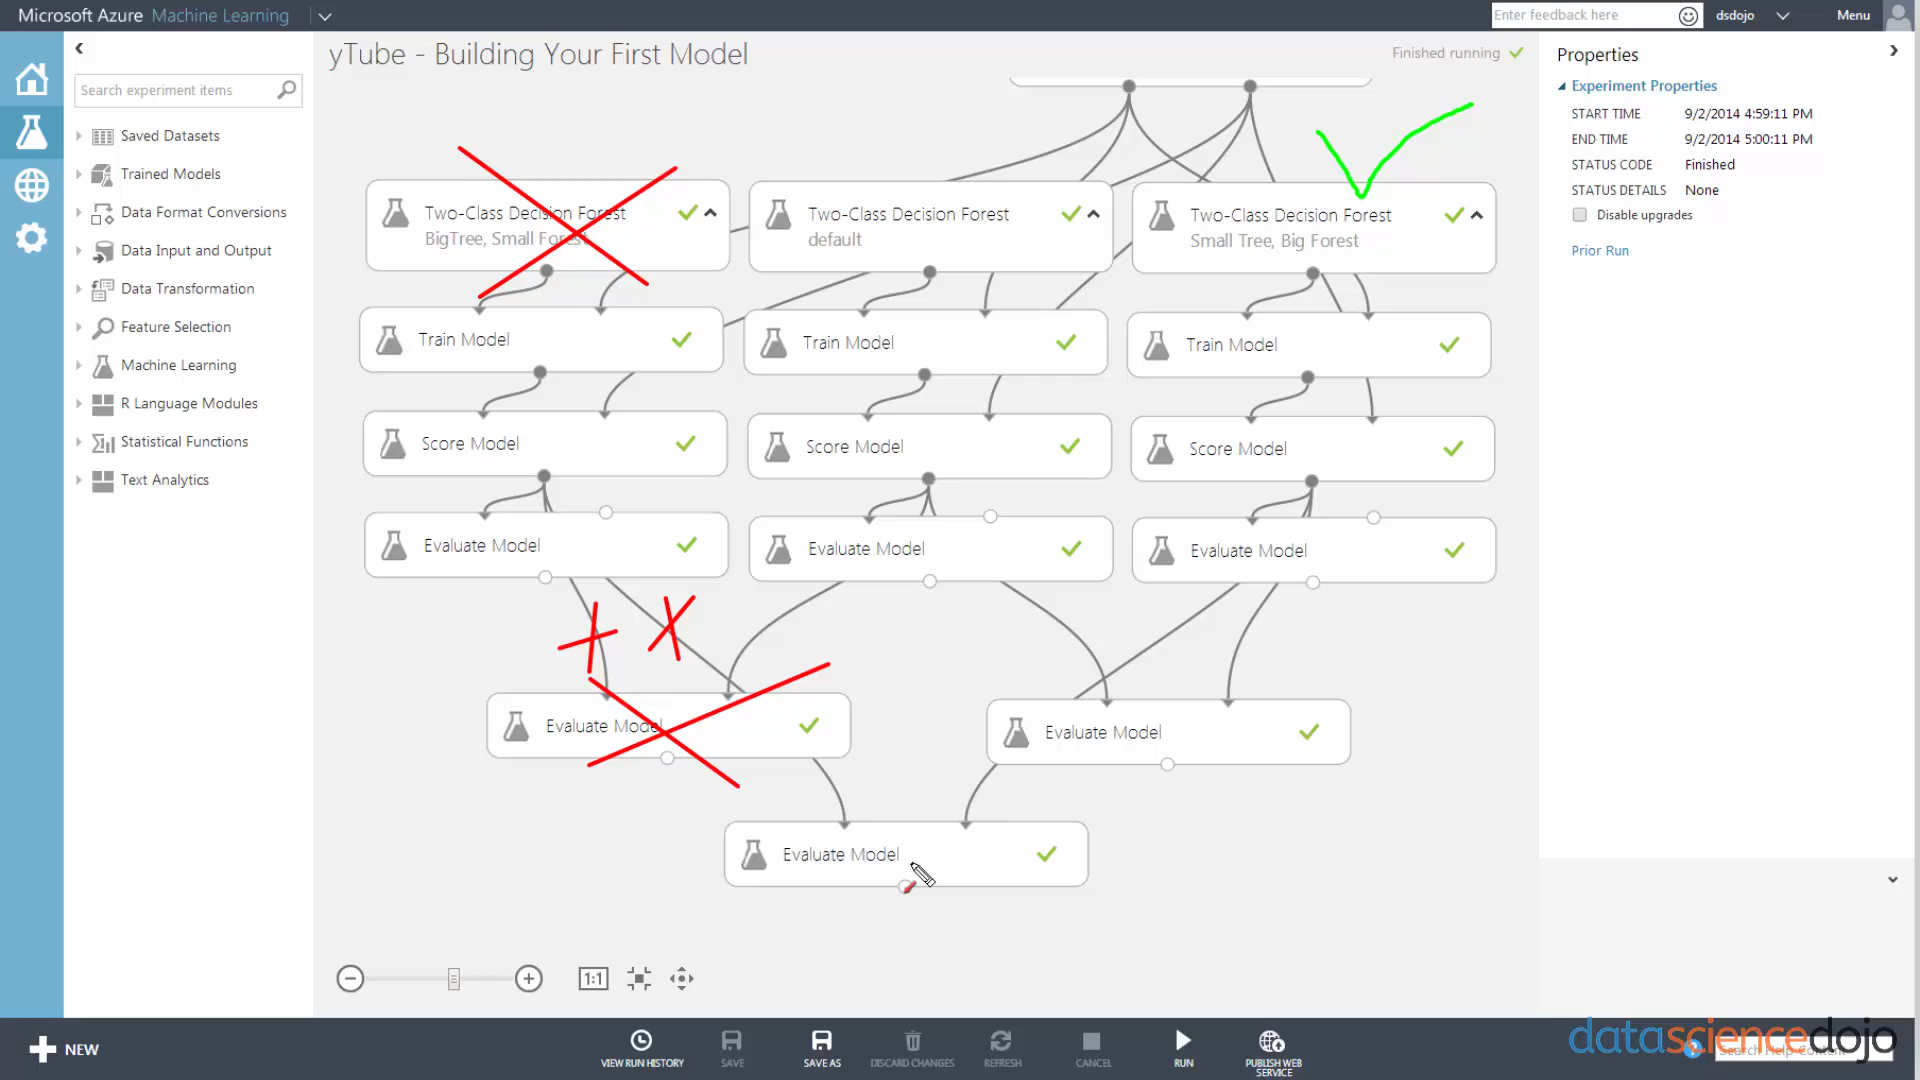 Microsoft Azure Machine Learning
Enter feedback here
dsdojo
Menu
yTube - Building Your First Model
Finished running
Search experiment items
Saved Datasets
Trained Models
Data Format Conversions
Data Input and Output
Data Transformation
Feature Selection
Machine Learning
R Language Modules
Statistical Functions
Text Analytics
Two-Class Decision Forest
BigTree, Small Forest
Two-Class Decision Forest
default
Two-Class Decision Forest
Small Tree, Big Forest
Train Model
Train Model
Train Model
Score Model
Score Model
Score Model
Evaluate Model
Evaluate Model
Evaluate Model
Evaluate Model
Evaluate Model
Evaluate Model
1:1
Properties
Experiment Properties
START TIME 9/2/2014 4:59:11 PM
END TIME 9/2/2014 5:00:11 PM
STATUS CODE Finished
STATUS DETAILS None
Disable upgrades
Prior Run
NEW
VIEW RUN HISTORY
SAVE
SAVE AS
DISCARD CHANGES
REFRESH
CANCEL
RUN
PUBLISH WEB
SERVICE
datasciencedojo
Search Help Content